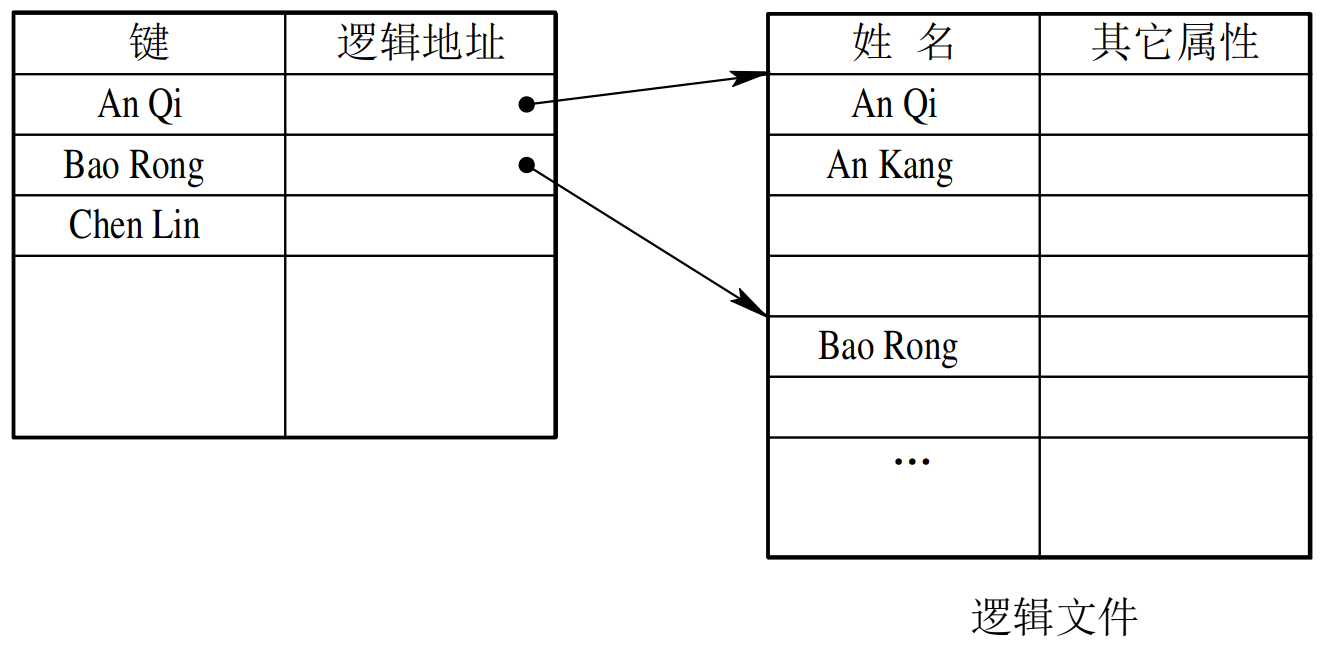 键 逻辑地址
An Qi
Bao Rong
Chen Lin
姓 名 其它属性
An Qi
An Kang
Bao Rong
…
逻辑文件